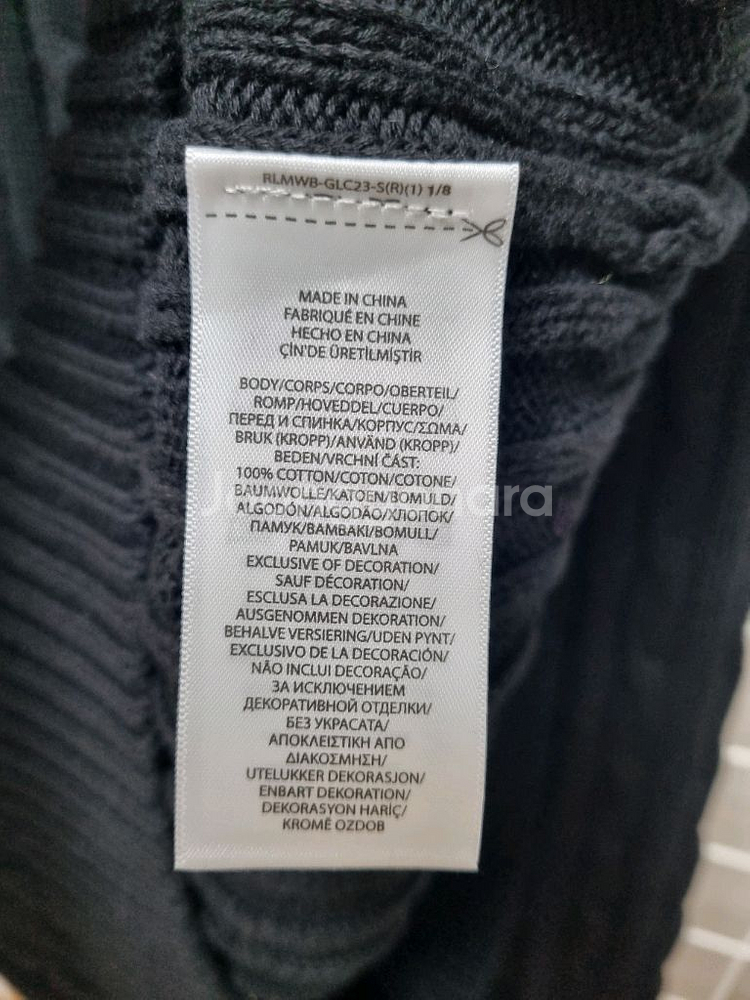 RLMWB-GLC23-S(R)(1) 1/8
MADE IN CHINA
FABRIQUÉ EN CHINE
HECHO EN CHINA
ÇİN'DE ÜRETİLMİŞTİR
BODY/CORPS/CORPO/OBERTEIL/
ROMP/HOVEDDEL/CUERPO/
ПЕРЕД И СПИНКА/КОРПУС/ΣΩΜΑ/
BRUK (KROPP)/ANVÄND (KROPP)/
BEDEN/VRCHNÍ ČÁST:
100% COTTON/COTON/COTONE/
BAUMWOLLE/KATOEN/BOMULD/
ALGODÓN/ALGODÃO/ХЛОПОК/
ПАМУК/ΒΑΜΒΑΚΙ/BOMULL/
PAMUK/BAVLNA
EXCLUSIVE OF DECORATION/
SAUF DÉCORATION/
ESCLUSA LA DECORAZIONE/
AUSGENOMMEN DEKORATION/
BEHALVE VERSIERING/UDEN PYNT/
EXCLUSIVO DE LA DECORACIÓN/
NÃO INCLUI DECORAÇÃO/
ЗА ИСКЛЮЧЕНИЕМ
ДЕКОРАТИВНОЙ ОТДЕЛКИ/
БЕЗ УКРАСАТА/
ΑΠΟΚΛΕΙΣΤΙΚΗ ΑΠΟ
ΔΙΑΚΟΣΜΗΣΗ/
UTELUKKER DEKORASJON/
ENBART DEKORATION/
DEKORASYON HARİÇ/
KROMĚ OZDOB